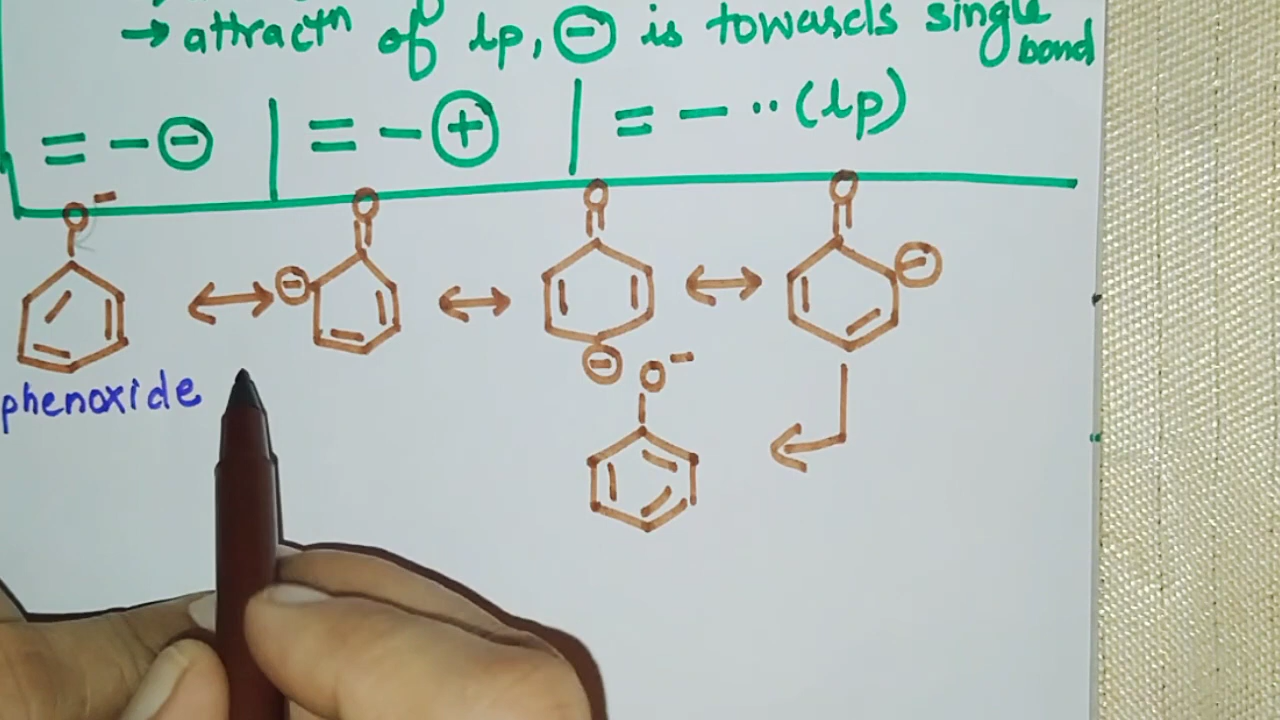 → attractⁿ of lp, ⊖ is towards single bond
= - ⊖ | = - ⊕ | = - ·· (lp)
O⁻ O O O
⊖ ⊖
⊖ O⁻
phenoxide